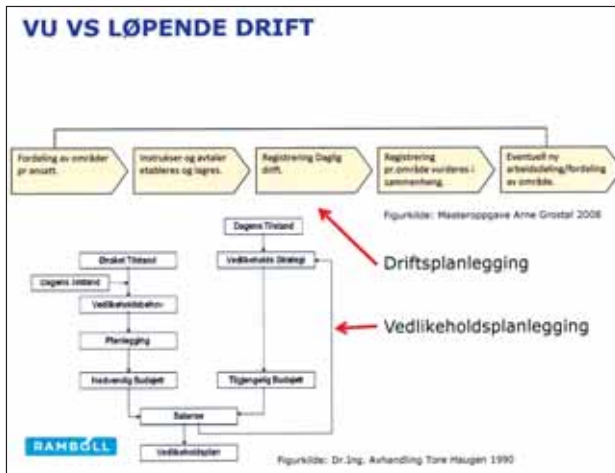 VU VS LØPENDE DRIFT
Fordeling av områder
pr ansatt.
Instrukser og avtaler
etableres og lagres.
Registrering Daglig
drift.
Registrering
pr.område vurderes i
sammenheng.
Eventuell ny
arbeidsdeling/fordeling
av område.
Figurkilde: Masteroppgave Arne Grostøl 2008
Dagens Tilstand
Ønsket Tilstand
Vedlikeholds Strategi
Dagens Tilstand
Driftsplanlegging
Vedlikeholdsbehov
Vedlikeholdsplanlegging
Planlegging
Nødvendig Budsjett
Tilgjengelig Budsjett
Balanse
RAMBOLL
Vedlikeholdsplan
Figurkilde: Dr.Ing. Avhandling Tore Haugen 1990